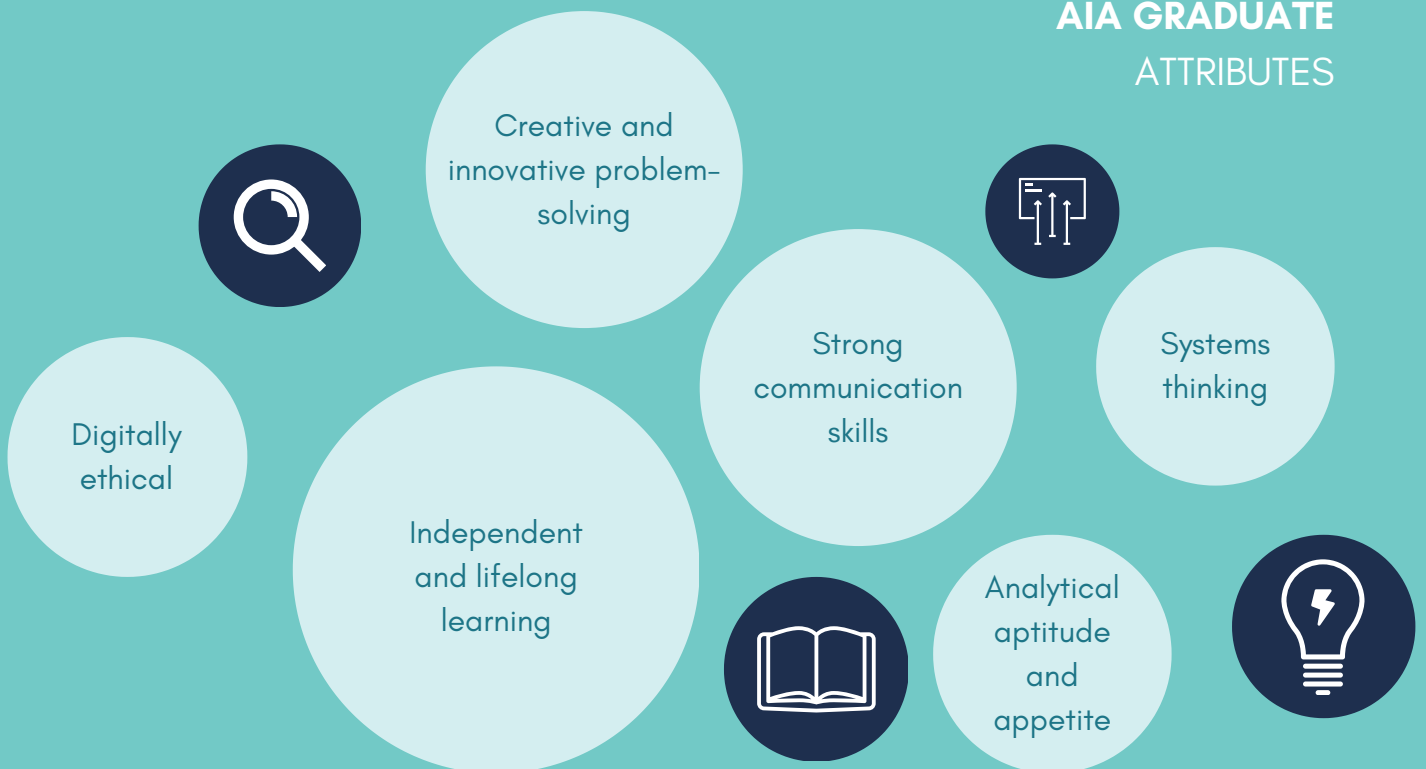 AIA GRADUATE
ATTRIBUTES
Creative and
innovative problem-
solving
Strong
communication
skills
Systems
thinking
Digitally
ethical
Independent
and lifelong
learning
Analytical
aptitude
and
appetite